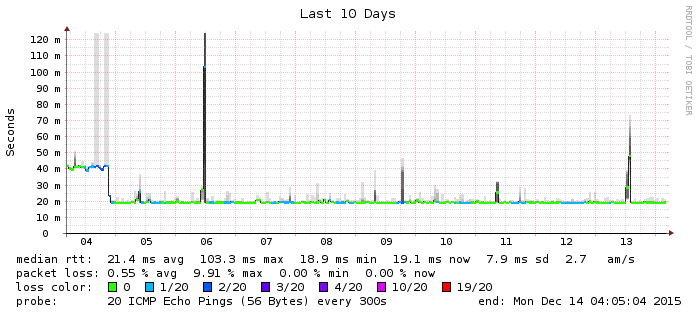 Last 10 Days
RRDTOOL / TOBI OETIKER
Seconds
120 m
110 m
100 m
90 m
80 m
70 m
60 m
50 m
40 m
30 m
20 m
10 m
0
04 05 06 07 08 09 10 11 12 13
median rtt: 21.4 ms avg 103.3 ms max 18.9 ms min 19.1 ms now 7.9 ms sd 2.7 am/s
packet loss: 0.55 % avg 9.91 % max 0.00 % min 0.00 % now
loss color: 0 1/20 2/20 3/20 4/20 10/20 19/20
probe: 20 ICMP Echo Pings (56 Bytes) every 300s end: Mon Dec 14 04:05:04 2015